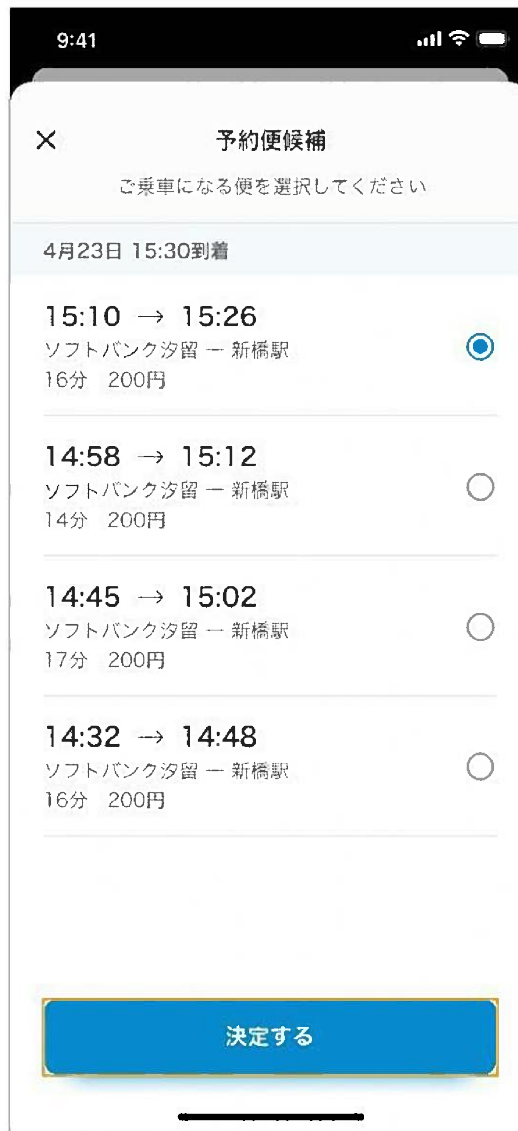 9:41
予約便候補
ご乗車になる便を選択してください
4月23日 15:30到着
15:10 → 15:26
ソフトバンク汐留 ー 新橋駅
16分 200円
14:58 → 15:12
ソフトバンク汐留 ー 新橋駅
14分 200円
14:45 → 15:02
ソフトバンク汐留 ー 新橋駅
17分 200円
14:32 → 14:48
ソフトバンク汐留 ー 新橋駅
16分 200円
決定する